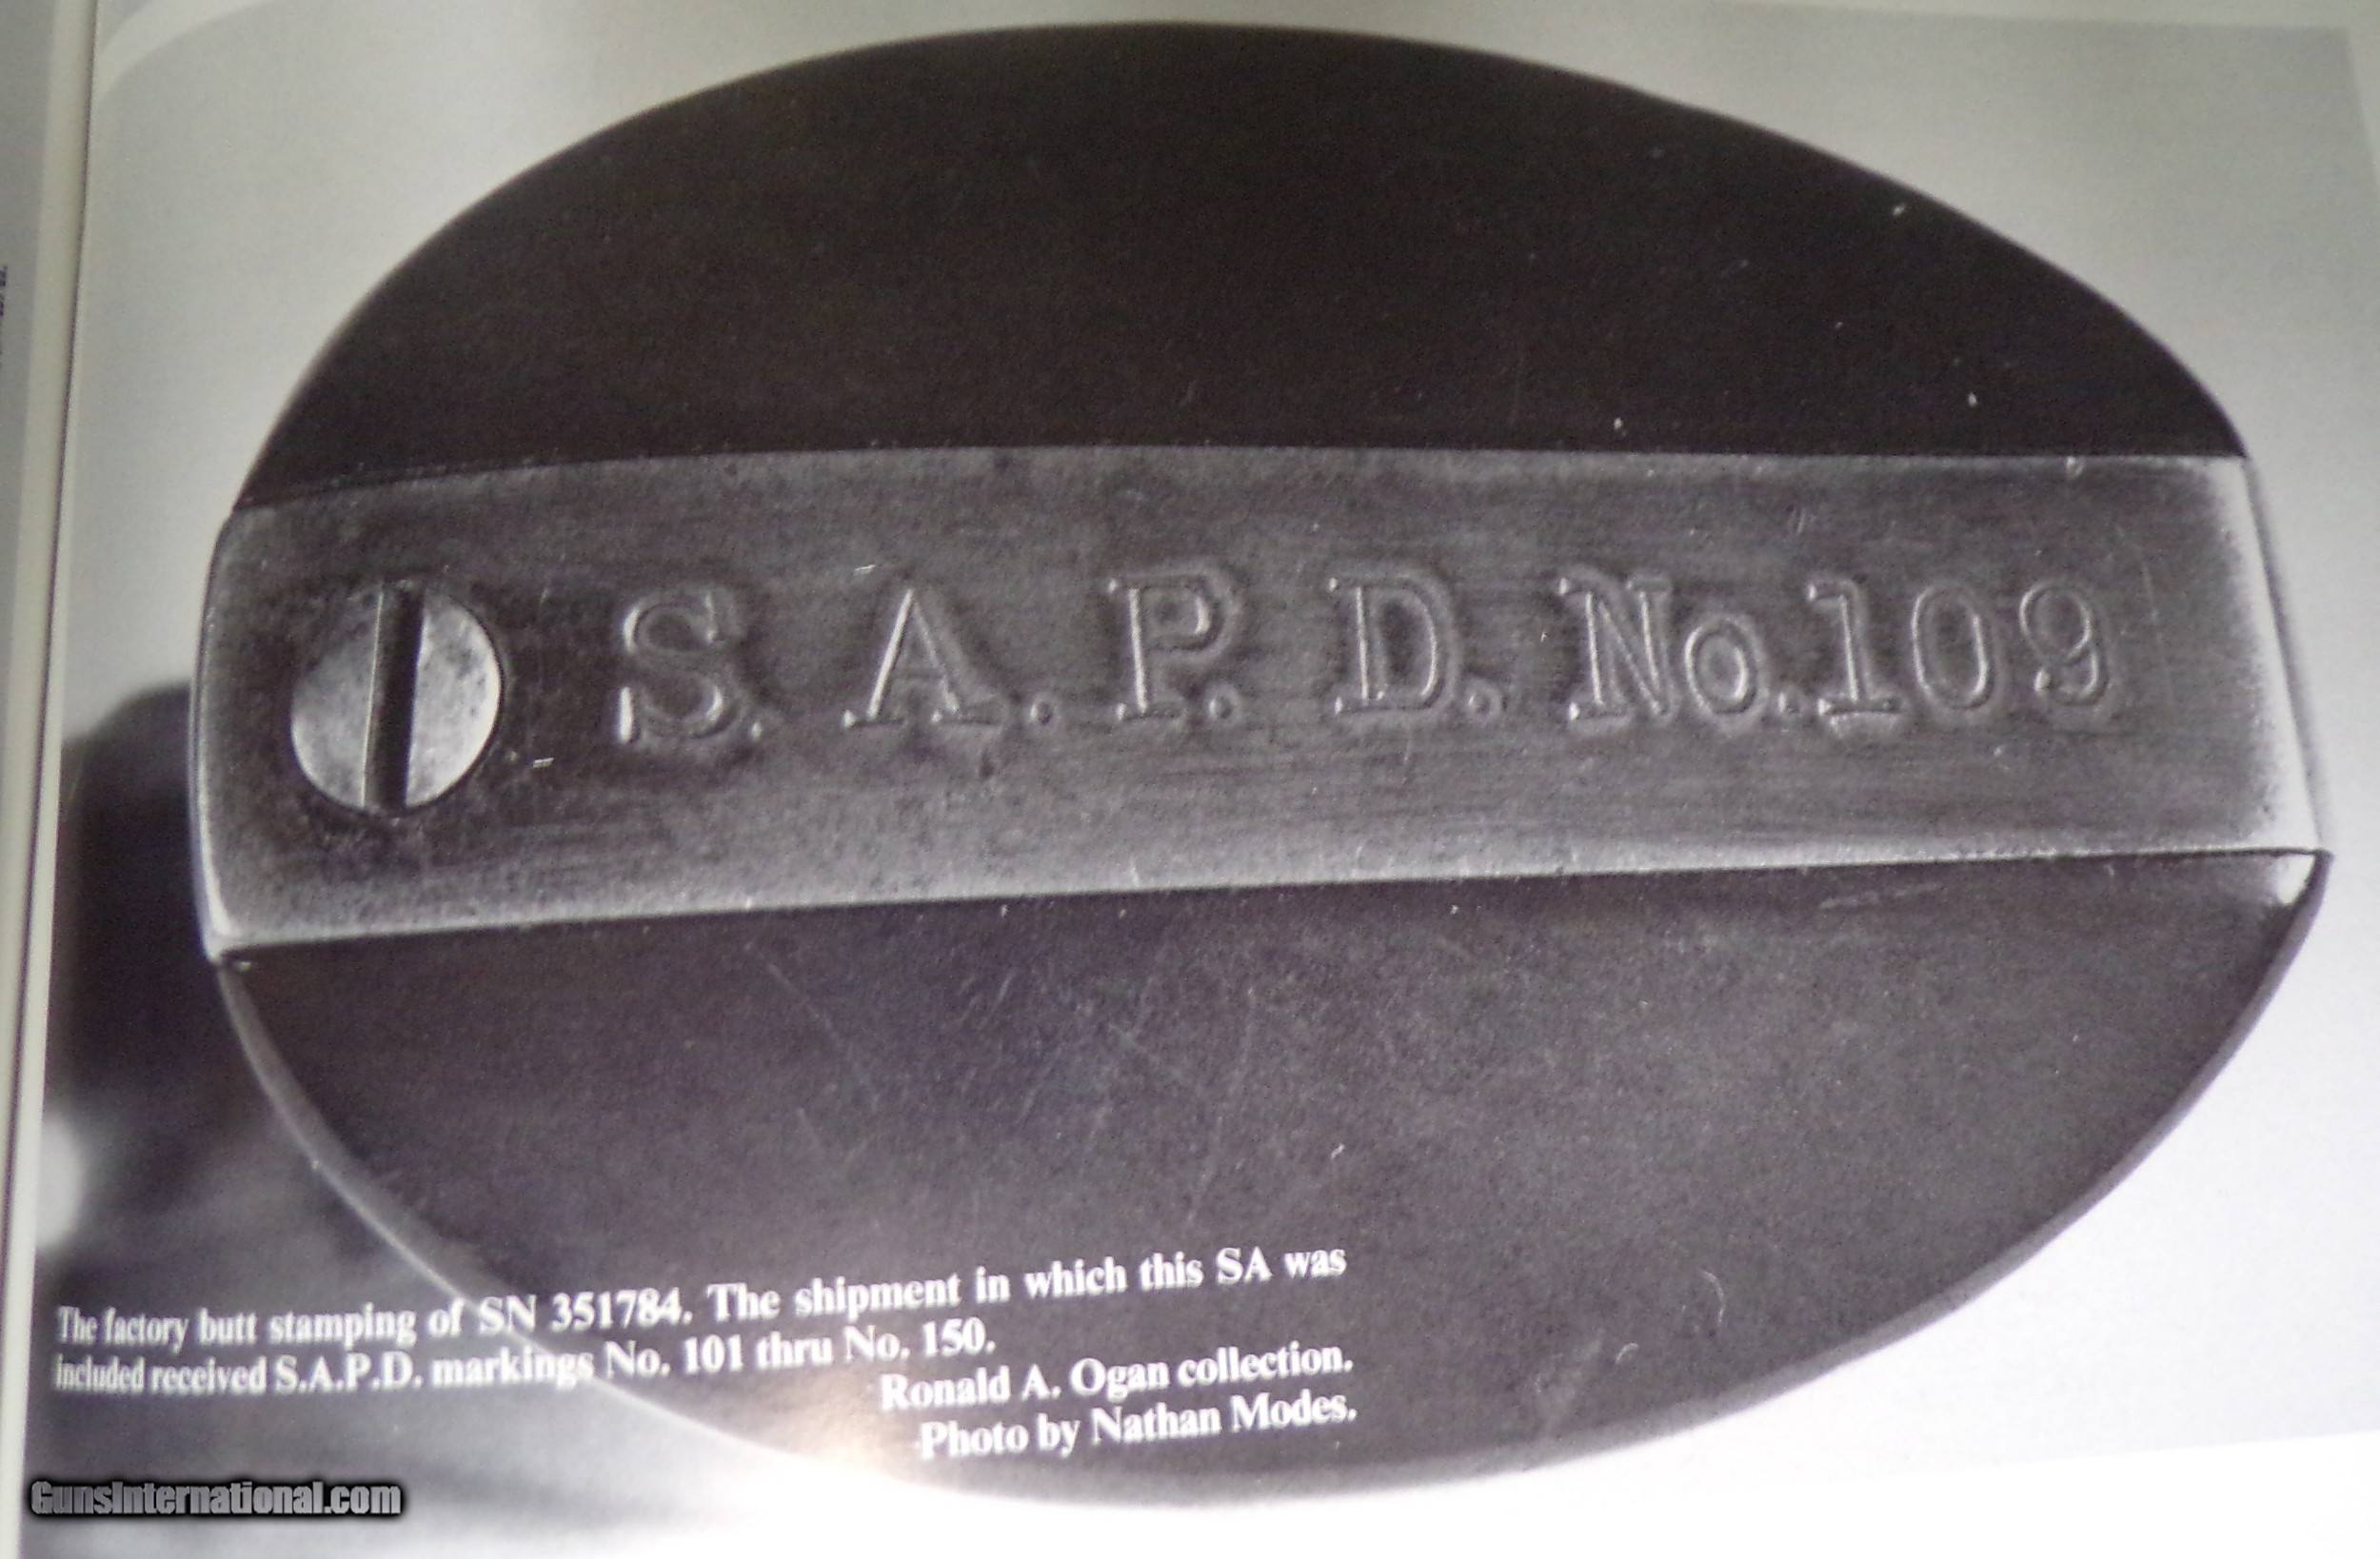 S. A. P. D. No. 109
The factory butt stamping of SN 351784. The shipment in which this SA was
included received S.A.P.D. markings No. 101 thru No. 150.
Ronald A. Ogan collection.
Photo by Nathan Modes.
GunsInternational.com